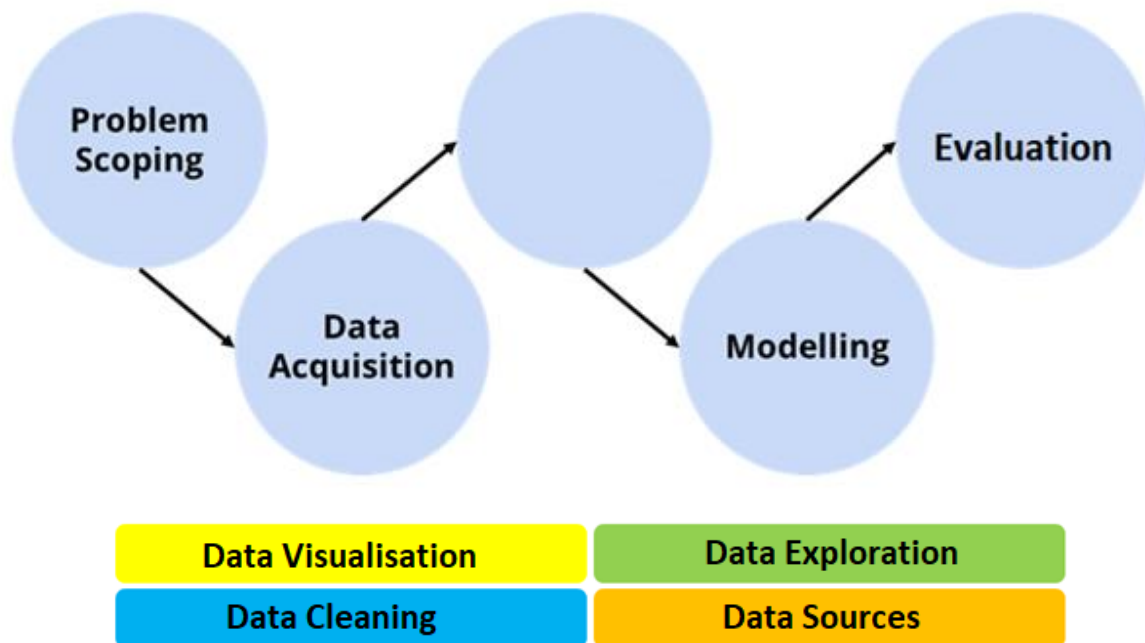 Problem
Scoping
Data
Acquisition
Modelling
Evaluation
Data Visualisation
Data Exploration
Data Cleaning
Data Sources